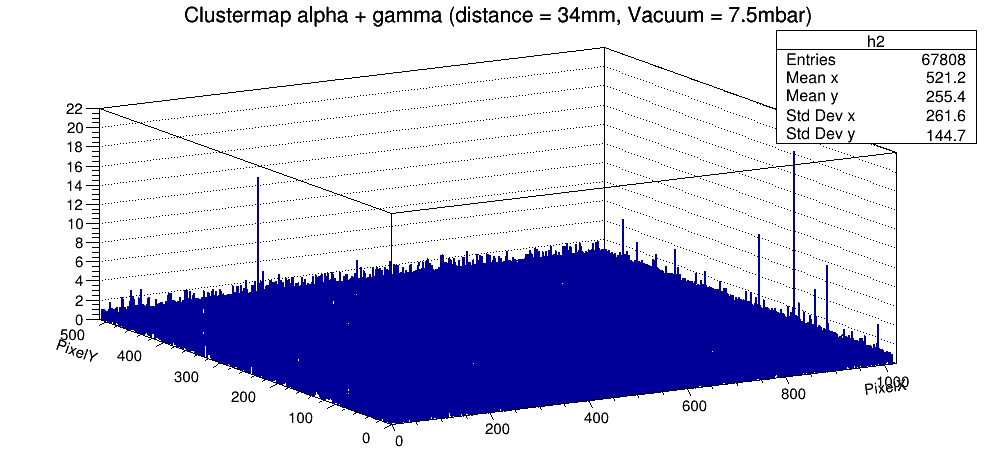 Clustermap alpha + gamma (distance = 34mm, Vacuum = 7.5mbar)
h2
Entries 67808
Mean x 521.2
Mean y 255.4
Std Dev x 261.6
Std Dev y 144.7
22
20
18
16
14
12
10
8
6
4
2
0
500
400
300
200
100
0
PixelY
0
200
400
600
800
1000
PixelX